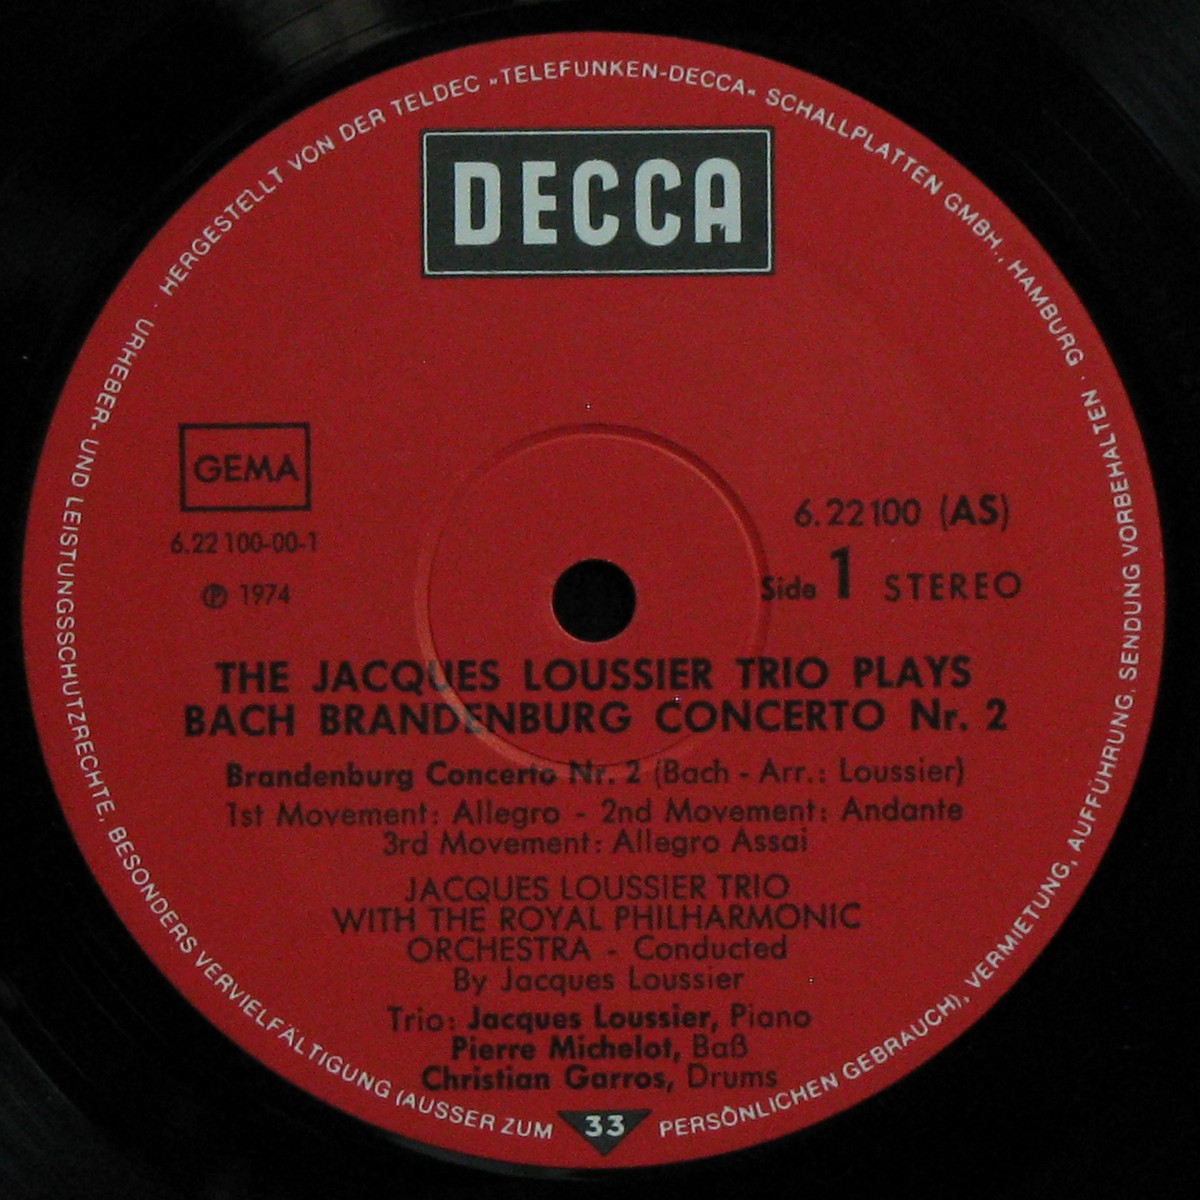 HERGESTELLT VON DER TELDEC »TELEFUNKEN-DECCA« SCHALLPLATTEN GMBH., HAMBURG ·
URHEBER- UND LEISTUNGSSCHUTZRECHTE, BESONDERS VERVIELFÄLTIGUNG (AUSSER ZUM PERSÖNLICHEN GEBRAUCH), VERMIETUNG, AUFFÜHRUNG, SENDUNG VORBEHALTEN ·
DECCA
GEMA
6.22100-00-1
℗ 1974
6.22100 (AS)
Side 1 STEREO
THE JACQUES LOUSSIER TRIO PLAYS
BACH BRANDENBURG CONCERTO Nr. 2
Brandenburg Concerto Nr. 2 (Bach - Arr.: Loussier)
1st Movement: Allegro - 2nd Movement: Andante
3rd Movement: Allegro Assai
JACQUES LOUSSIER TRIO
WITH THE ROYAL PHILHARMONIC
ORCHESTRA - Conducted
By Jacques Loussier
Trio: Jacques Loussier, Piano
Pierre Michelot, Baß
Christian Garros, Drums
33